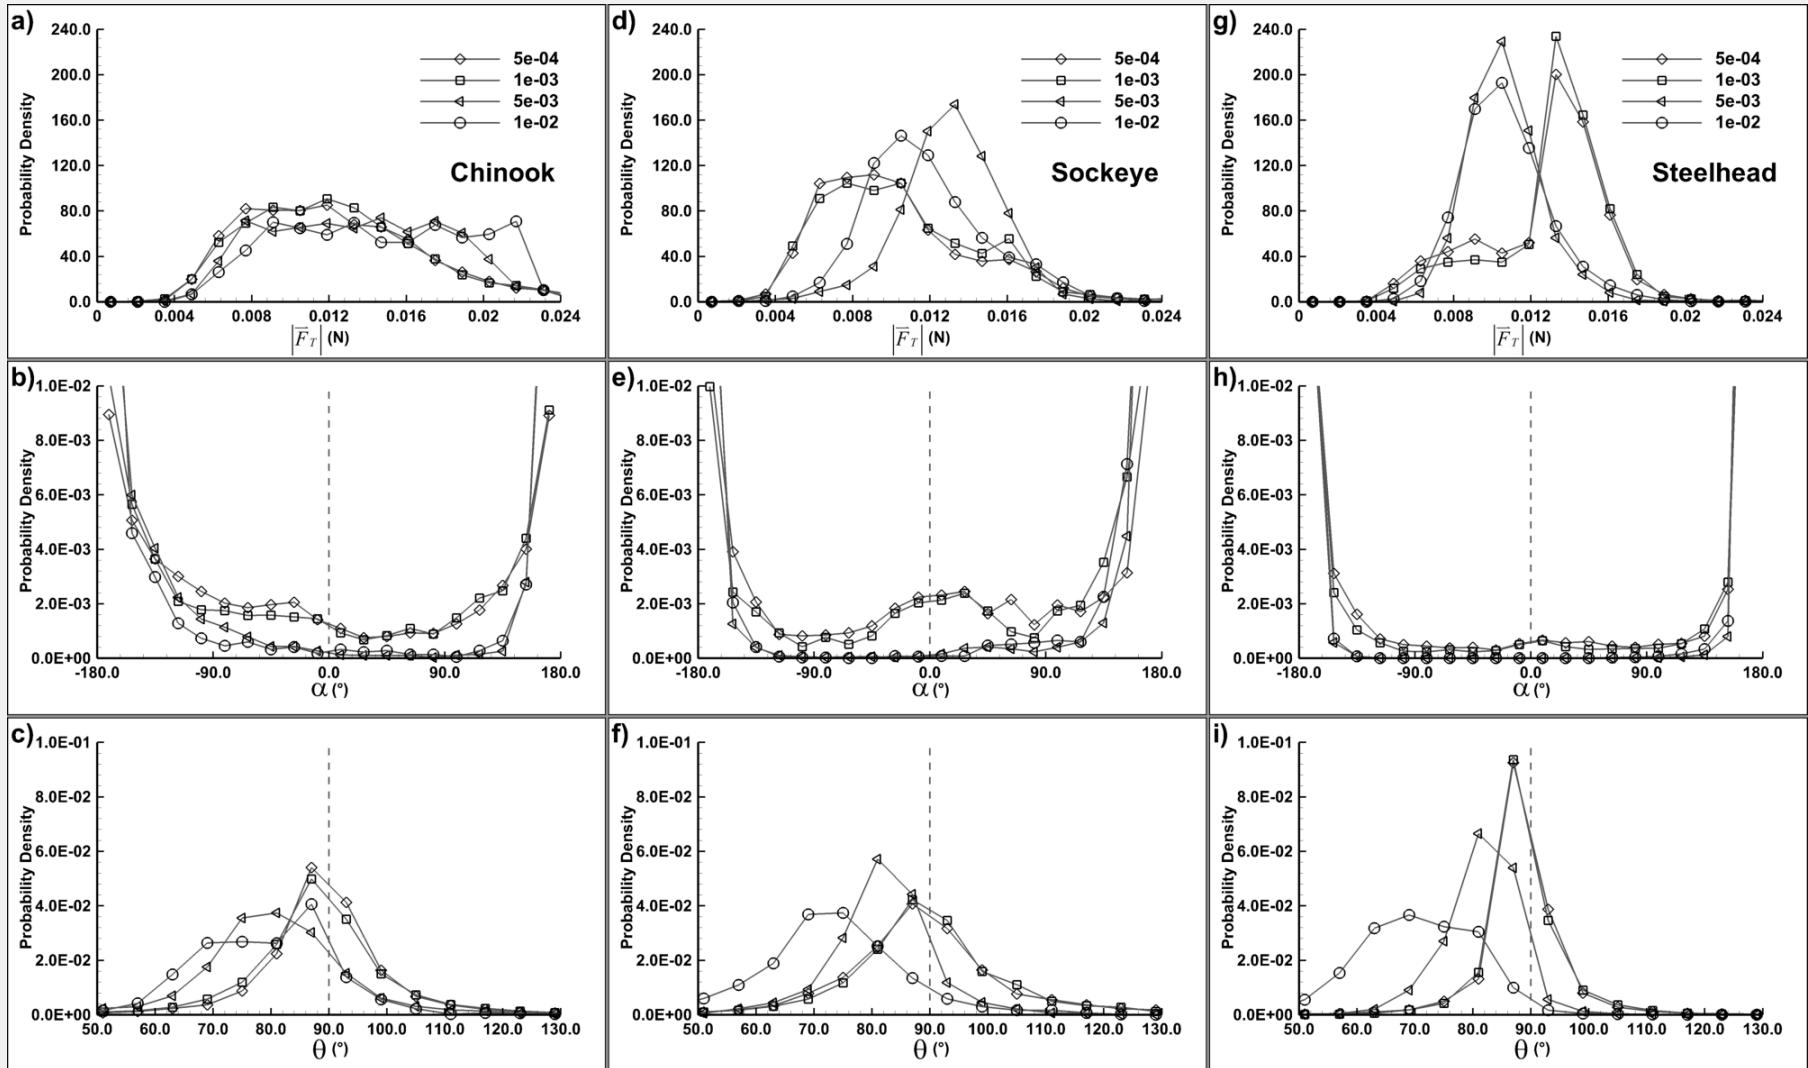 a)
240.0
200.0
160.0
120.0
80.0
40.0
0.0
Probability Density
5e-04
1e-03
5e-03
1e-02
Chinook
0 0.004 0.008 0.012 0.016 0.02 0.024
|F_T| (N)
d)
240.0
200.0
160.0
120.0
80.0
40.0
0.0
Probability Density
5e-04
1e-03
5e-03
1e-02
Sockeye
0 0.004 0.008 0.012 0.016 0.02 0.024
|F_T| (N)
g)
240.0
200.0
160.0
120.0
80.0
40.0
0.0
Probability Density
5e-04
1e-03
5e-03
1e-02
Steelhead
0 0.004 0.008 0.012 0.016 0.02 0.024
|F_T| (N)
b)
1.0E-02
8.0E-03
6.0E-03
4.0E-03
2.0E-03
0.0E+00
Probability Density
-180.0 -90.0 0.0 90.0 180.0
α (°)
e)
1.0E-02
8.0E-03
6.0E-03
4.0E-03
2.0E-03
0.0E+00
Probability Density
-180.0 -90.0 0.0 90.0 180.0
α (°)
h)
1.0E-02
8.0E-03
6.0E-03
4.0E-03
2.0E-03
0.0E+00
Probability Density
-180.0 -90.0 0.0 90.0 180.0
α (°)
c)
1.0E-01
8.0E-02
6.0E-02
4.0E-02
2.0E-02
0.0E+00
Probability Density
50.0 60.0 70.0 80.0 90.0 100.0 110.0 120.0 130.0
θ (°)
f)
1.0E-01
8.0E-02
6.0E-02
4.0E-02
2.0E-02
0.0E+00
Probability Density
50.0 60.0 70.0 80.0 90.0 100.0 110.0 120.0 130.0
θ (°)
i)
1.0E-01
8.0E-02
6.0E-02
4.0E-02
2.0E-02
0.0E+00
Probability Density
50.0 60.0 70.0 80.0 90.0 100.0 110.0 120.0 130.0
θ (°)